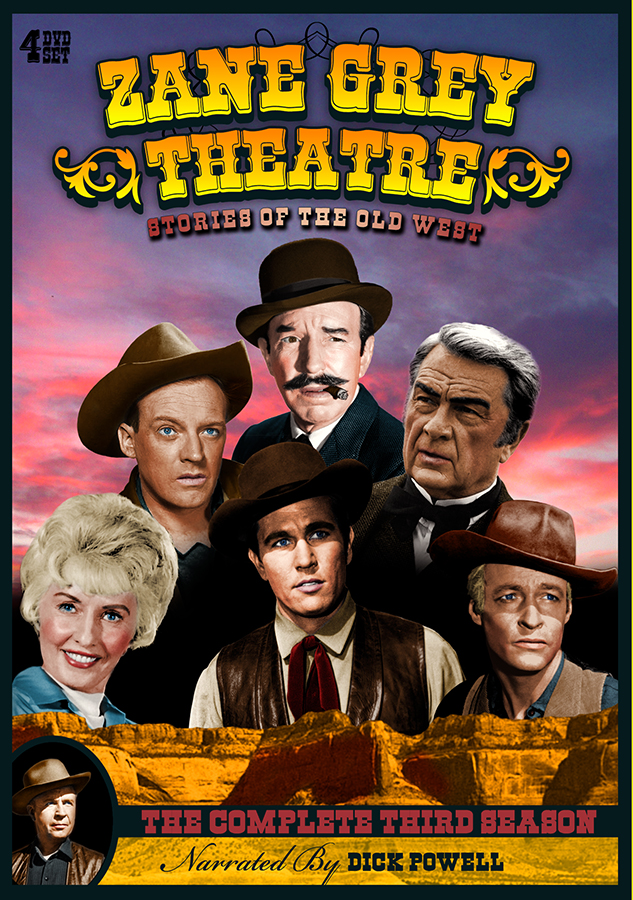 4 DVD
SET
ZANE GREY
THEATRE
STORIES OF THE OLD WEST
THE COMPLETE THIRD SEASON
Narrated By DICK POWELL